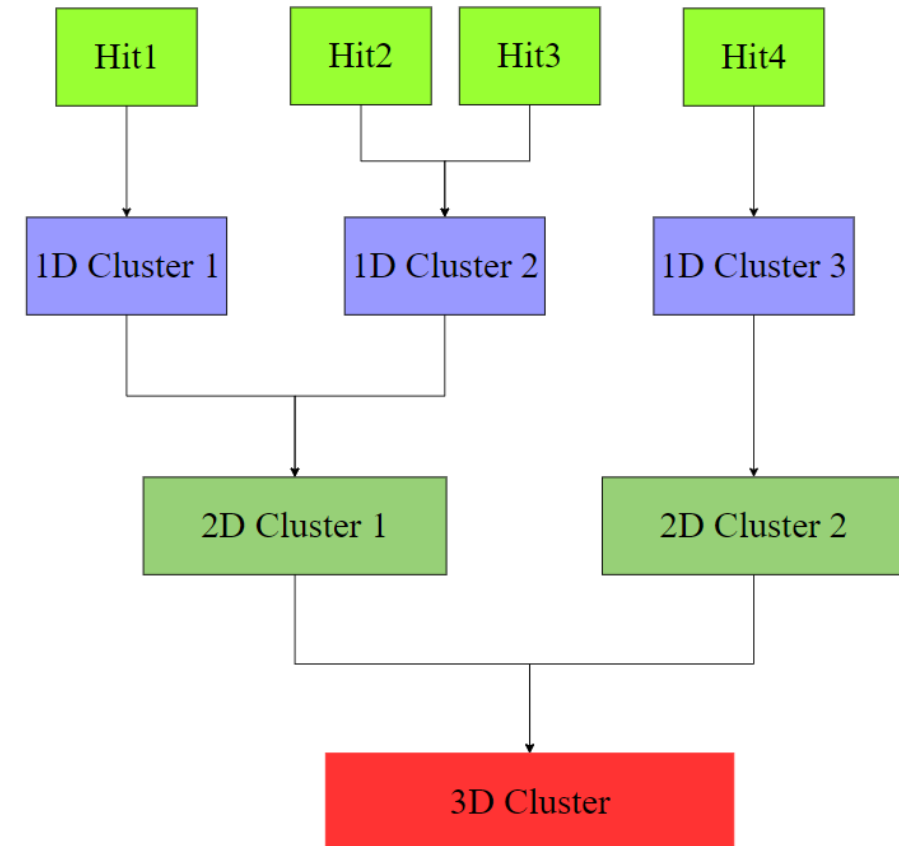 Hit1
Hit2
Hit3
Hit4
1D Cluster 1
1D Cluster 2
1D Cluster 3
2D Cluster 1
2D Cluster 2
3D Cluster